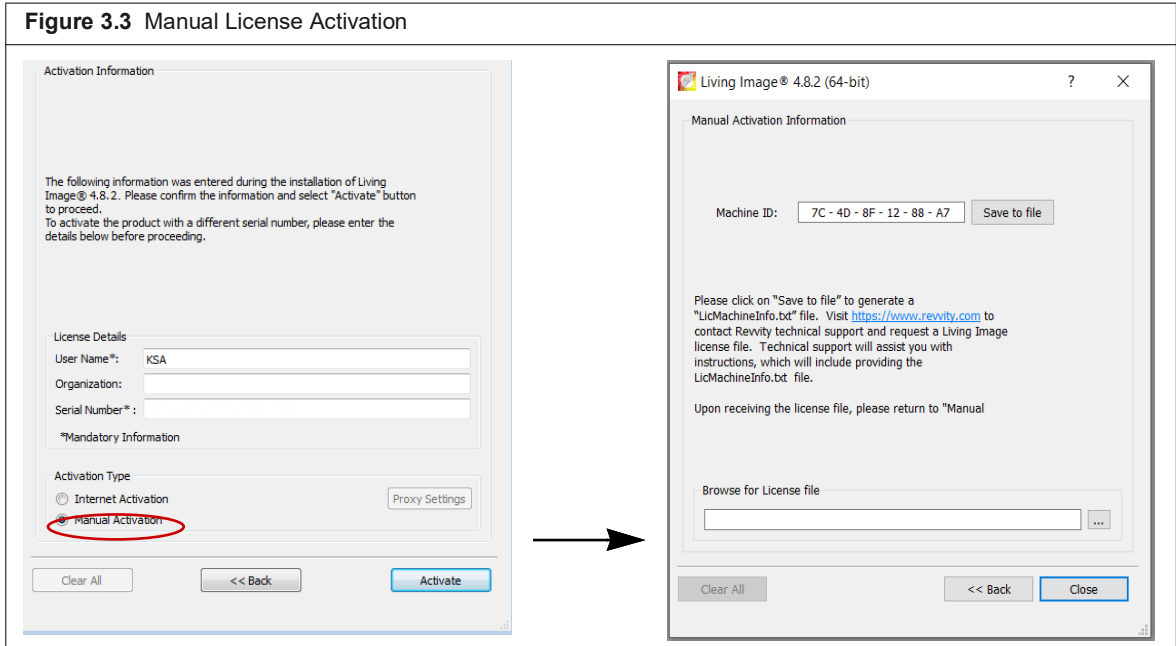 Figure 3.3 Manual License Activation
Activation Information
The following information was entered during the installation of Living
Image® 4.8.2. Please confirm the information and select "Activate" button
to proceed.
To activate the product with a different serial number, please enter the
details below before proceeding.
License Details
User Name*: KSA
Organization:
Serial Number* :
*Mandatory Information
Activation Type
Internet Activation
Proxy Settings
Manual Activation
Clear All
<< Back
Activate
Living Image® 4.8.2 (64-bit)
? ×
Manual Activation Information
Machine ID: 7C - 4D - 8F - 12 - 88 - A7 Save to file
Please click on “Save to file” to generate a
“LicMachineInfo.txt” file. Visit https://www.revvity.com to
contact Revvity technical support and request a Living Image
license file. Technical support will assist you with
instructions, which will include providing the
LicMachineInfo.txt file.
Upon receiving the license file, please return to "Manual
Browse for License file
...
Clear All
<< Back
Close